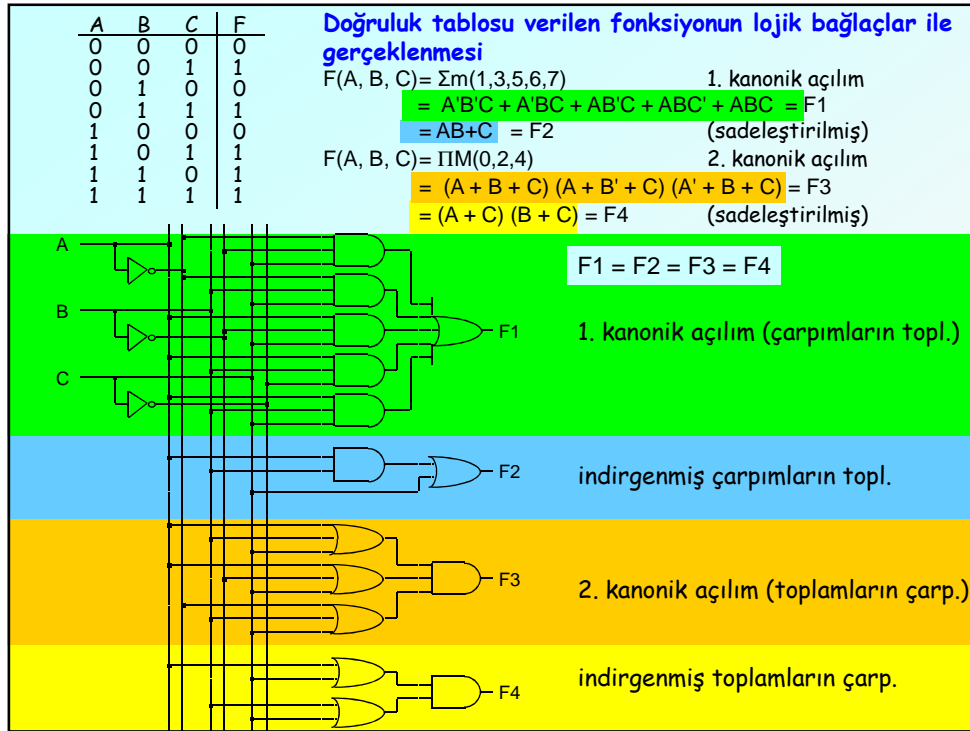 A B C F
0 0 0 0
0 0 1 1
0 1 0 0
0 1 1 1
1 0 0 0
1 0 1 1
1 1 0 1
1 1 1 1
Doğruluk tablosu verilen fonksiyonun lojik bağlaçlar ile
gerçeklenmesi
F(A, B, C)= Σm(1,3,5,6,7) 1. kanonik açılım
= A'B'C + A'BC + AB'C + ABC' + ABC = F1
= AB+C = F2 (sadeleştirilmiş)
F(A, B, C)= ΠM(0,2,4) 2. kanonik açılım
= (A + B + C) (A + B' + C) (A' + B + C) = F3
= (A + C) (B + C) = F4 (sadeleştirilmiş)
A
F1 = F2 = F3 = F4
B
F1 1. kanonik açılım (çarpımların topl.)
C
F2 indirgenmiş çarpımların topl.
F3 2. kanonik açılım (toplamların çarp.)
F4 indirgenmiş toplamların çarp.